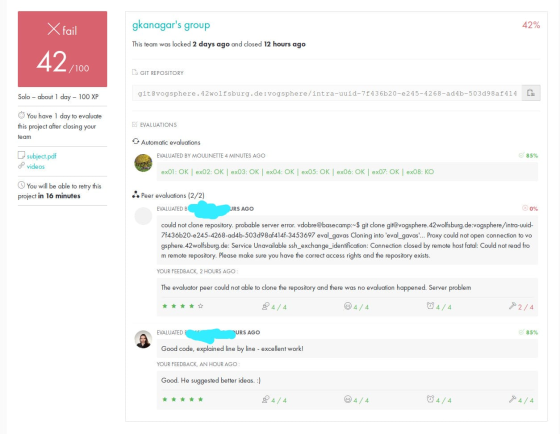 fail
42 /100
Solo – about 1 day – 100 XP
You have 1 day to evaluate
this project after closing your
team
subject.pdf
videos
You will be able to retry this
project in 16 minutes
gkanagar's group
42%
This team was locked 2 days ago and closed 12 hours ago
GIT REPOSITORY
git@vogsphere.42wolfsburg.de:vogsphere/intra-uuid-7f436b20-e245-4268-ad4b-503d98af414
EVALUATIONS
Automatic evaluations
EVALUATED BY MOULINETTE 4 MINUTES AGO
85%
ex01: OK | ex02: OK | ex03: OK | ex04: OK | ex05: OK | ex06: OK | ex07: OK | ex08: KO
Peer evaluations (2/2)
EVALUATED B URS AGO
0%
could not clone repository. probable server error. vdobre@basecamp:~$ git clone git@vogsphere.42wolfsburg.de:vogsphere/intra-uuid-
7f436b20-e245-4268-ad4b-503d98af414f-3453697 eval_gavas Cloning into 'eval_gavas'... Proxy could not open connection to vo
gsphere.42wolfsburg.de: Service Unavailable ssh_exchange_identification: Connection closed by remote host fatal: Could not read fro
m remote repository. Please make sure you have the correct access rights and the repository exists.
YOUR FEEDBACK, 2 HOURS AGO :
The evaluator peer could not able to clone the repository and there was no evaluation happened. Server problem
4 / 4
4 / 4
4 / 4
2 / 4
EVALUATED URS AGO
85%
Good code, explained line by line - excellent work!
YOUR FEEDBACK, AN HOUR AGO :
Good. He suggested better ideas. :)
4 / 4
4 / 4
4 / 4
4 / 4